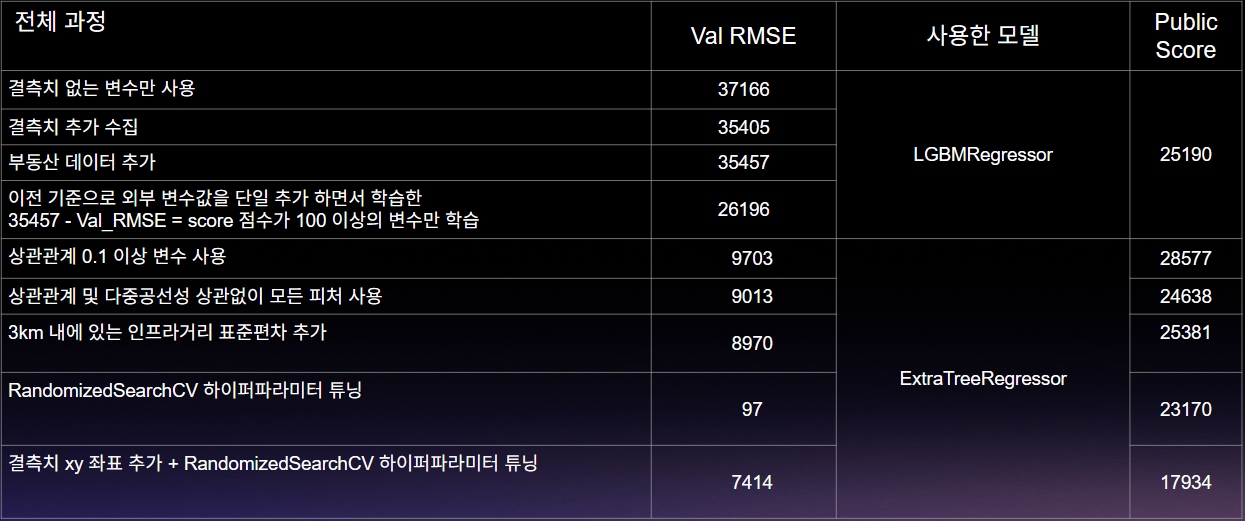 전체 과정
Val RMSE
사용한 모델
Public
Score
결측치 없는 변수만 사용
37166
LGBMRegressor
25190
결측치 추가 수집
35405
부동산 데이터 추가
35457
이전 기준으로 외부 변수값을 단일 추가 하면서 학습한
35457 - Val_RMSE = score 점수가 100 이상의 변수만 학습
26196
상관관계 0.1 이상 변수 사용
9703
ExtraTreeRegressor
28577
상관관계 및 다중공선성 상관없이 모든 피처 사용
9013
24638
3km 내에 있는 인프라거리 표준편차 추가
8970
25381
RandomizedSearchCV 하이퍼파라미터 튜닝
97
23170
결측치 xy 좌표 추가 + RandomizedSearchCV 하이퍼파라미터 튜닝
7414
17934